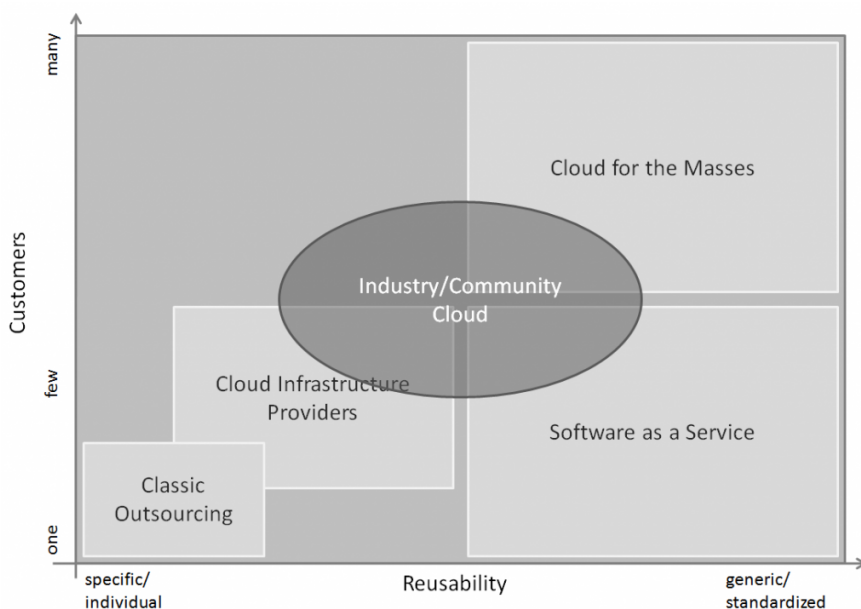 many
Cloud for the Masses
Industry/Community
Cloud
Customers
few
Cloud Infrastructure
Providers
Software as a Service
Classic
Outsourcing
one
specific/
individual
Reusability
generic/
standardized